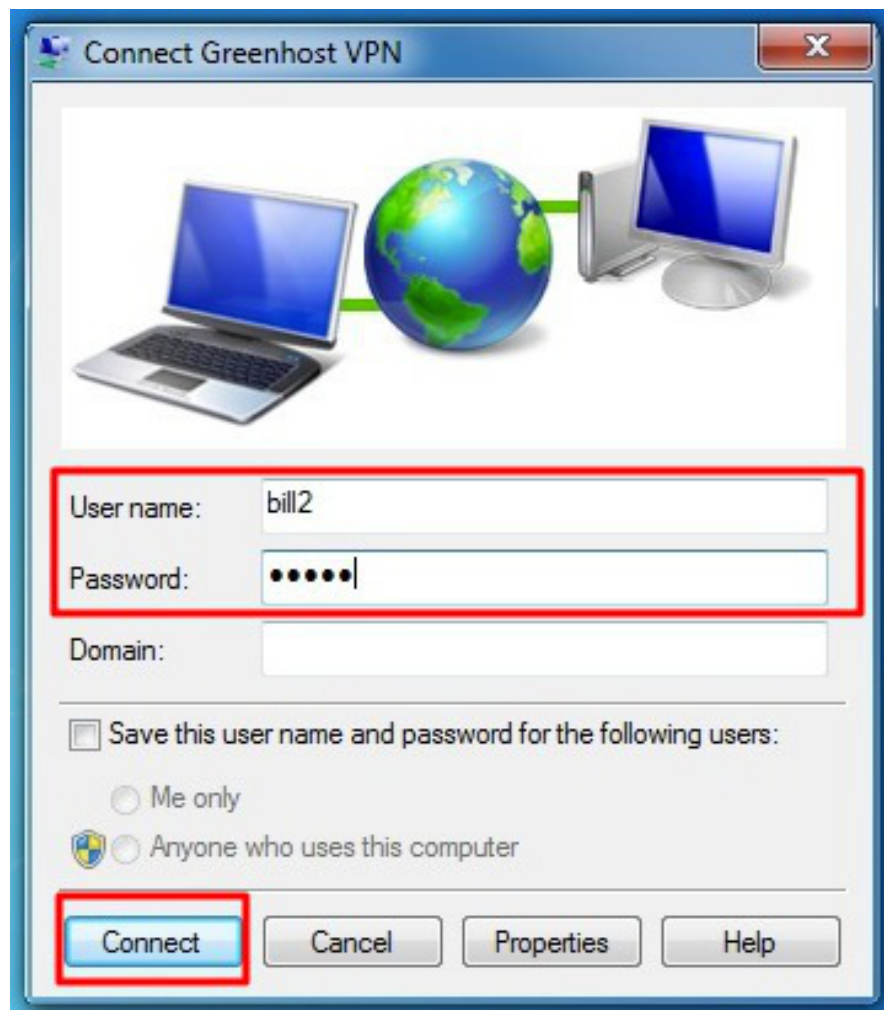 Connect Greenhost VPN
User name: bill2
Password: •••••
Domain:
Save this user name and password for the following users:
Me only
Anyone who uses this computer
Connect Cancel Properties Help